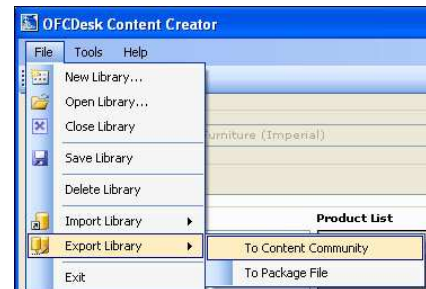 OFCDesk Content Creator
File Tools Help
New Library...
Open Library...
Close Library
urniture (Imperial)
Save Library
Delete Library
Import Library
Product List
Export Library
To Content Community
To Package File
Exit